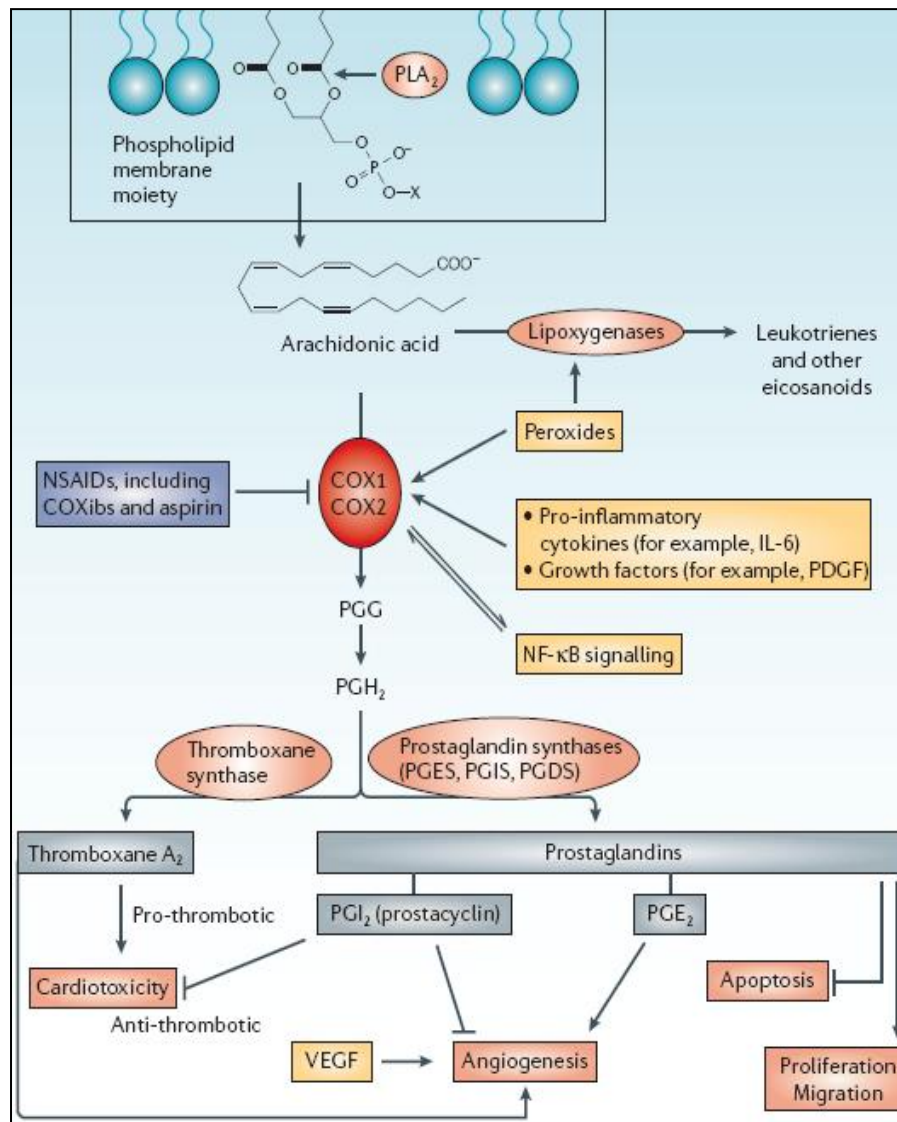 PLA₂
Phospholipid
membrane
moiety
O
O
O
O
O
O
P
O⁻
O–X
COO⁻
Arachidonic acid
Lipoxygenases
Leukotrienes
and other
eicosanoids
Peroxides
NSAIDs, including
COXibs and aspirin
COX1
COX2
• Pro-inflammatory
cytokines (for example, IL-6)
• Growth factors (for example, PDGF)
PGG
NF-κB signalling
PGH₂
Thromboxane
synthase
Prostaglandin synthases
(PGES, PGIS, PGDS)
Thromboxane A₂
Prostaglandins
Pro-thrombotic
PGI₂ (prostacyclin)
PGE₂
Cardiotoxicity
Apoptosis
Anti-thrombotic
VEGF
Angiogenesis
Proliferation
Migration